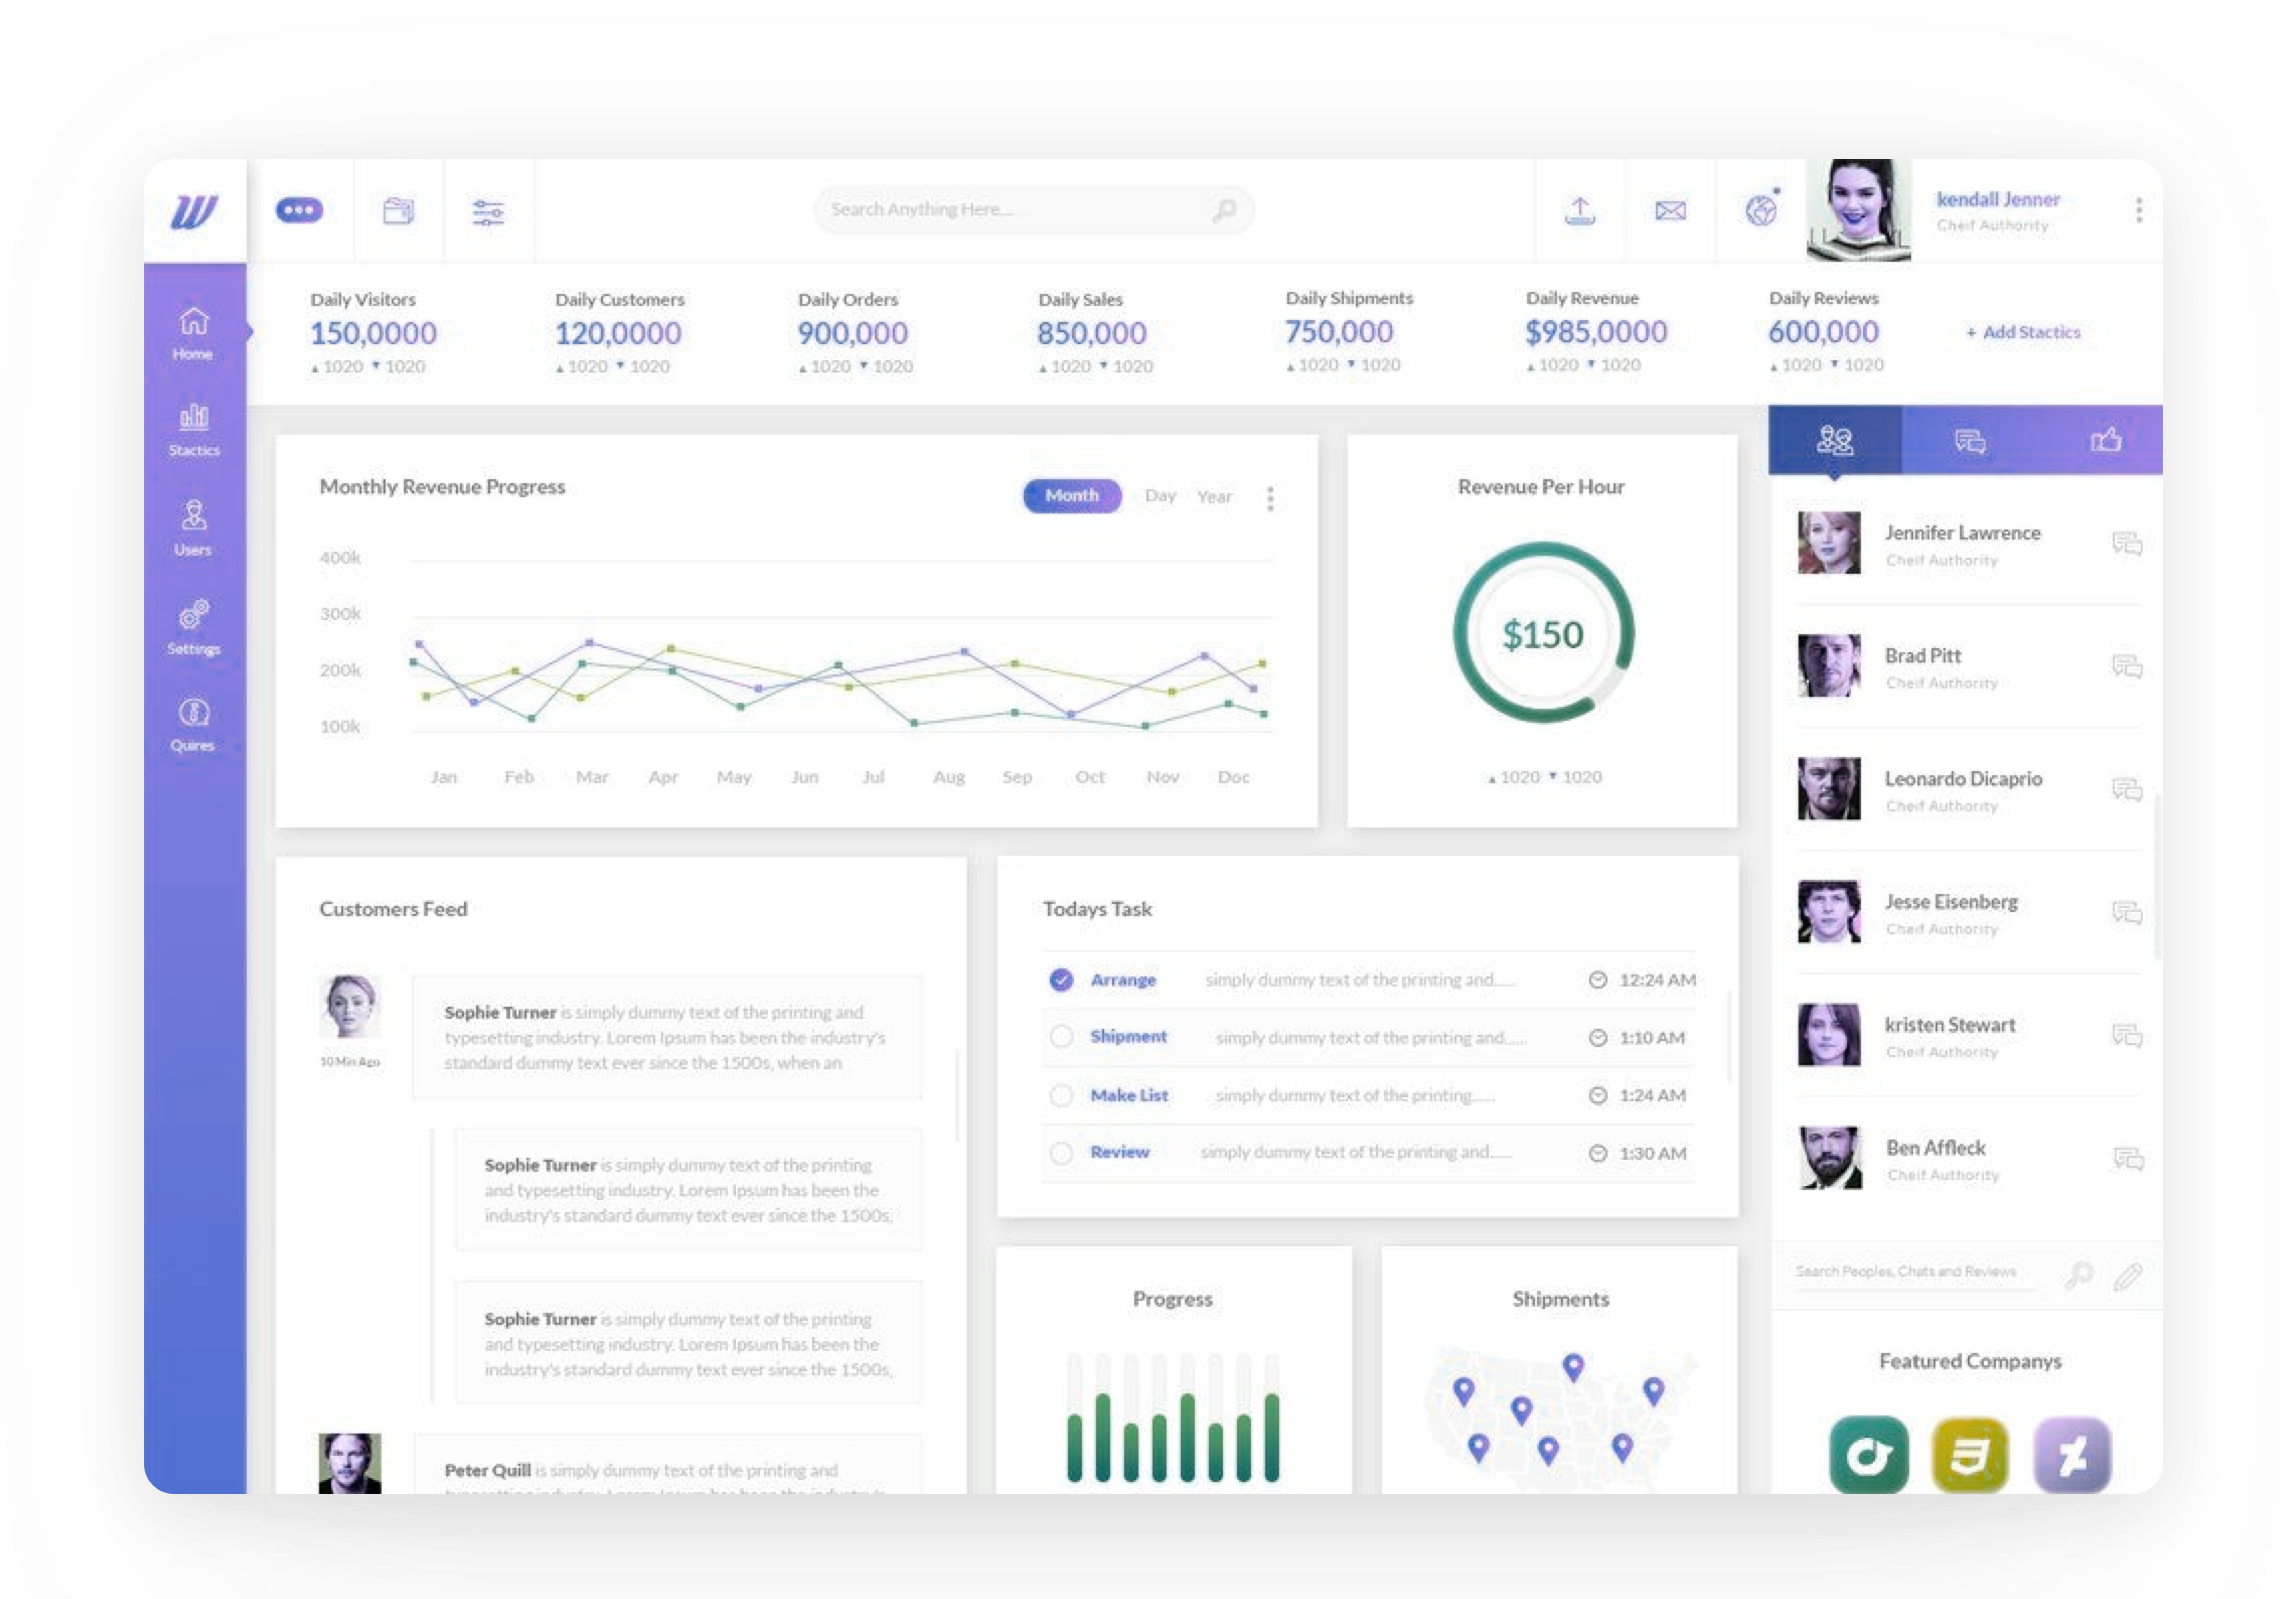 W
Search Anything Here...
kendall Jenner
Cheif Authority
Home
Stactics
Users
Settings
Quires
Daily Visitors
150,0000
▲ 1020 ▼ 1020
Daily Customers
120,0000
▲ 1020 ▼ 1020
Daily Orders
900,000
▲ 1020 ▼ 1020
Daily Sales
850,000
▲ 1020 ▼ 1020
Daily Shipments
750,000
▲ 1020 ▼ 1020
Daily Revenue
$985,0000
▲ 1020 ▼ 1020
Daily Reviews
600,000
▲ 1020 ▼ 1020
+ Add Stactics
Monthly Revenue Progress
Month Day Year
400k
300k
200k
100k
Jan Feb Mar Apr May Jun Jul Aug Sep Oct Nov Doc
Revenue Per Hour
$150
▲ 1020 ▼ 1020
Customers Feed
10 Min Ago
Sophie Turner is simply dummy text of the printing and
typesetting industry. Lorem Ipsum has been the industry's
standard dummy text ever since the 1500s, when an
Sophie Turner is simply dummy text of the printing
and typesetting industry. Lorem Ipsum has been the
industry's standard dummy text ever since the 1500s,
Sophie Turner is simply dummy text of the printing
and typesetting industry. Lorem Ipsum has been the
industry's standard dummy text ever since the 1500s,
Peter Quill is simply dummy text of the printing and
Todays Task
Arrange simply dummy text of the printing and...... 12:24 AM
Shipment simply dummy text of the printing and...... 1:10 AM
Make List simply dummy text of the printing...... 1:24 AM
Review simply dummy text of the printing and...... 1:30 AM
Progress
Shipments
Jennifer Lawrence
Cheif Authority
Brad Pitt
Cheif Authority
Leonardo Dicaprio
Cheif Authority
Jesse Eisenberg
Cheif Authority
kristen Stewart
Cheif Authority
Ben Affleck
Cheif Authority
Search Peoples, Chats and Reviews
Featured Companys